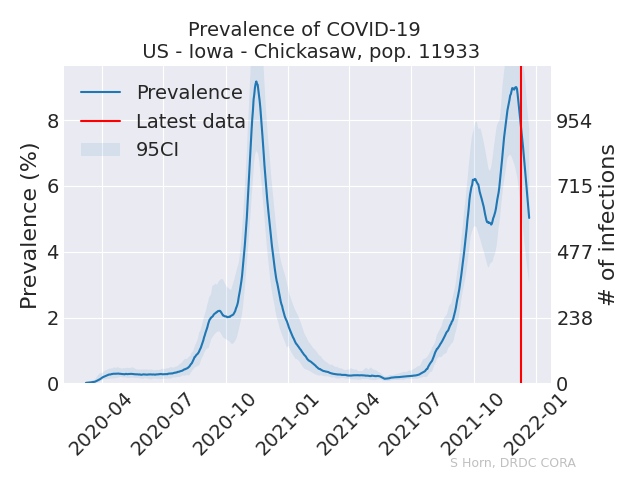 Prevalence of COVID-19
US - Iowa - Chickasaw, pop. 11933
Prevalence
Latest data
95CI
Prevalence (%)
8
6
4
2
0
954
715
477
238
0
# of infections
2020-04
2020-07
2020-10
2021-01
2021-04
2021-07
2021-10
2022-01
S Horn, DRDC CORA